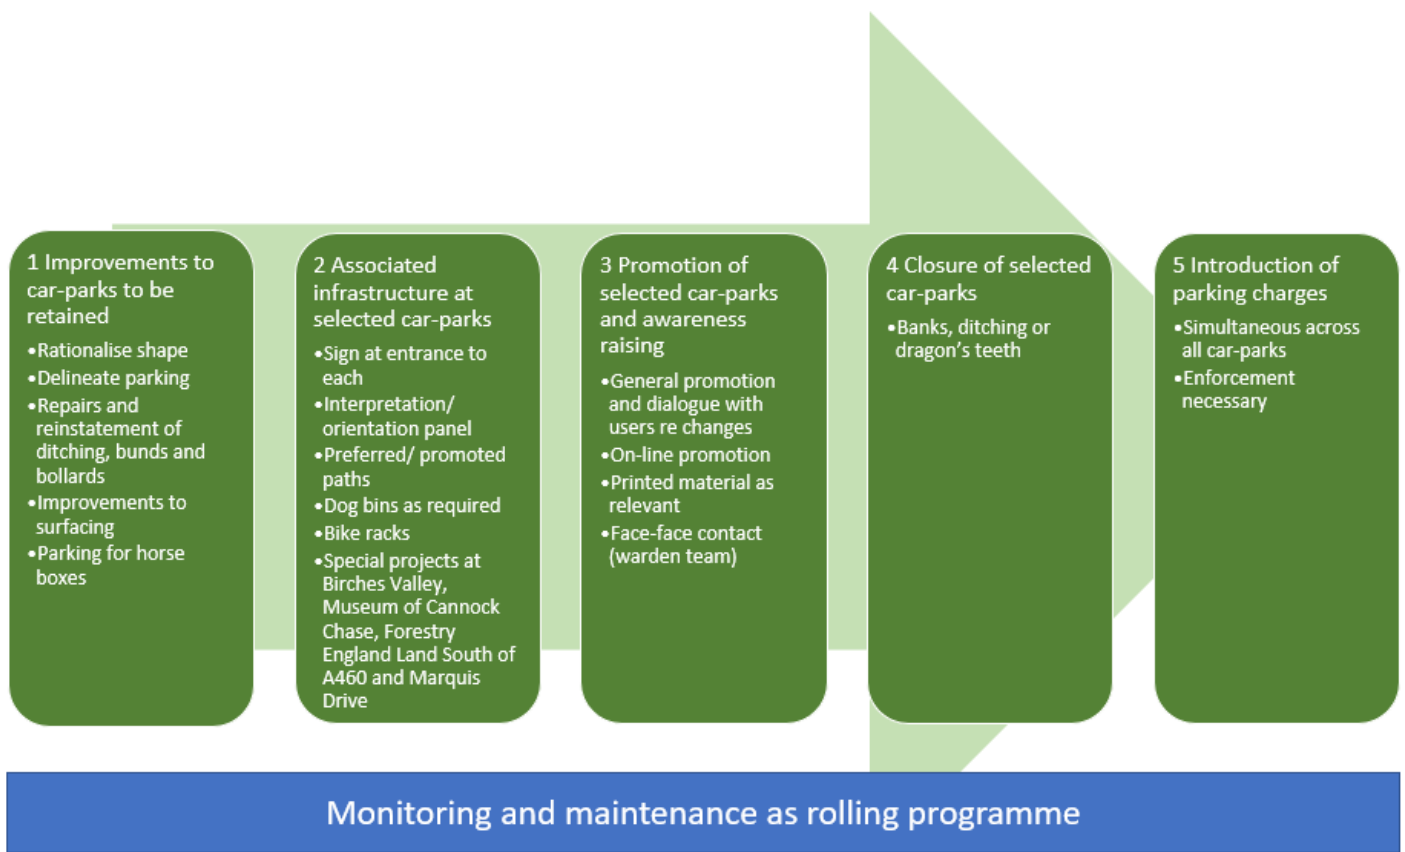 1 Improvements to
car-parks to be
retained
•Rationalise shape
•Delineate parking
•Repairs and
reinstatement of
ditching, bunds and
bollards
•Improvements to
surfacing
•Parking for horse
boxes
2 Associated
infrastructure at
selected car-parks
•Sign at entrance to
each
•Interpretation/
orientation panel
•Preferred/ promoted
paths
•Dog bins as required
•Bike racks
•Special projects at
Birches Valley,
Museum of Cannock
Chase, Forestry
England Land South of
A460 and Marquis
Drive
3 Promotion of
selected car-parks
and awareness
raising
•General promotion
and dialogue with
users re changes
•On-line promotion
•Printed material as
relevant
•Face-face contact
(warden team)
4 Closure of selected
car-parks
•Banks, ditching or
dragon’s teeth
5 Introduction of
parking charges
•Simultaneous across
all car-parks
•Enforcement
necessary
Monitoring and maintenance as rolling programme